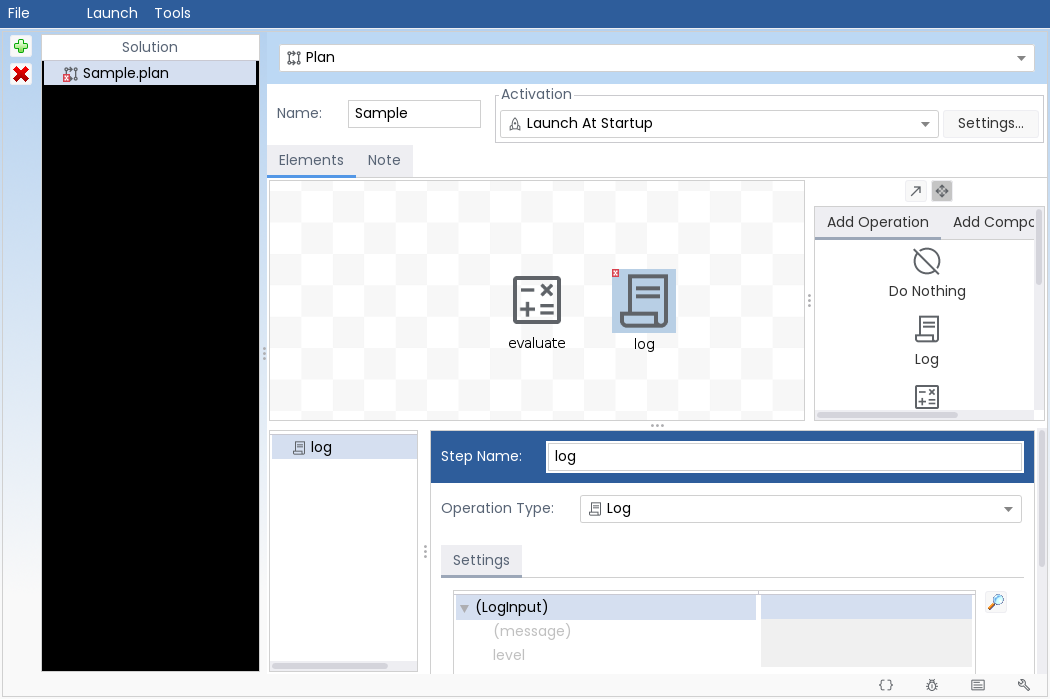 File Launch Tools
Solution
Sample.plan
Plan
Name: Sample
Activation
Launch At Startup Settings...
Elements Note
evaluate
log
Add Operation Add Compo
Do Nothing
Log
log
Step Name: log
Operation Type: Log
Settings
(LogInput)
(message)
level